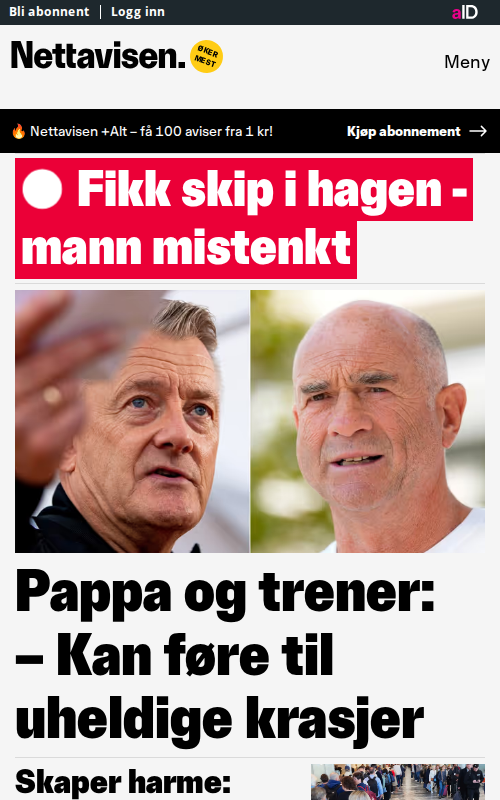 Bli abonnent
Logg inn
aID
Nettavisen.
ØKER
MEST
Meny
🔥 Nettavisen +Alt – få 100 aviser fra 1 kr!
Kjøp abonnement →
Fikk skip i hagen -
mann mistenkt
Pappa og trener:
– Kan føre til
uheldige krasjer
Skaper harme: